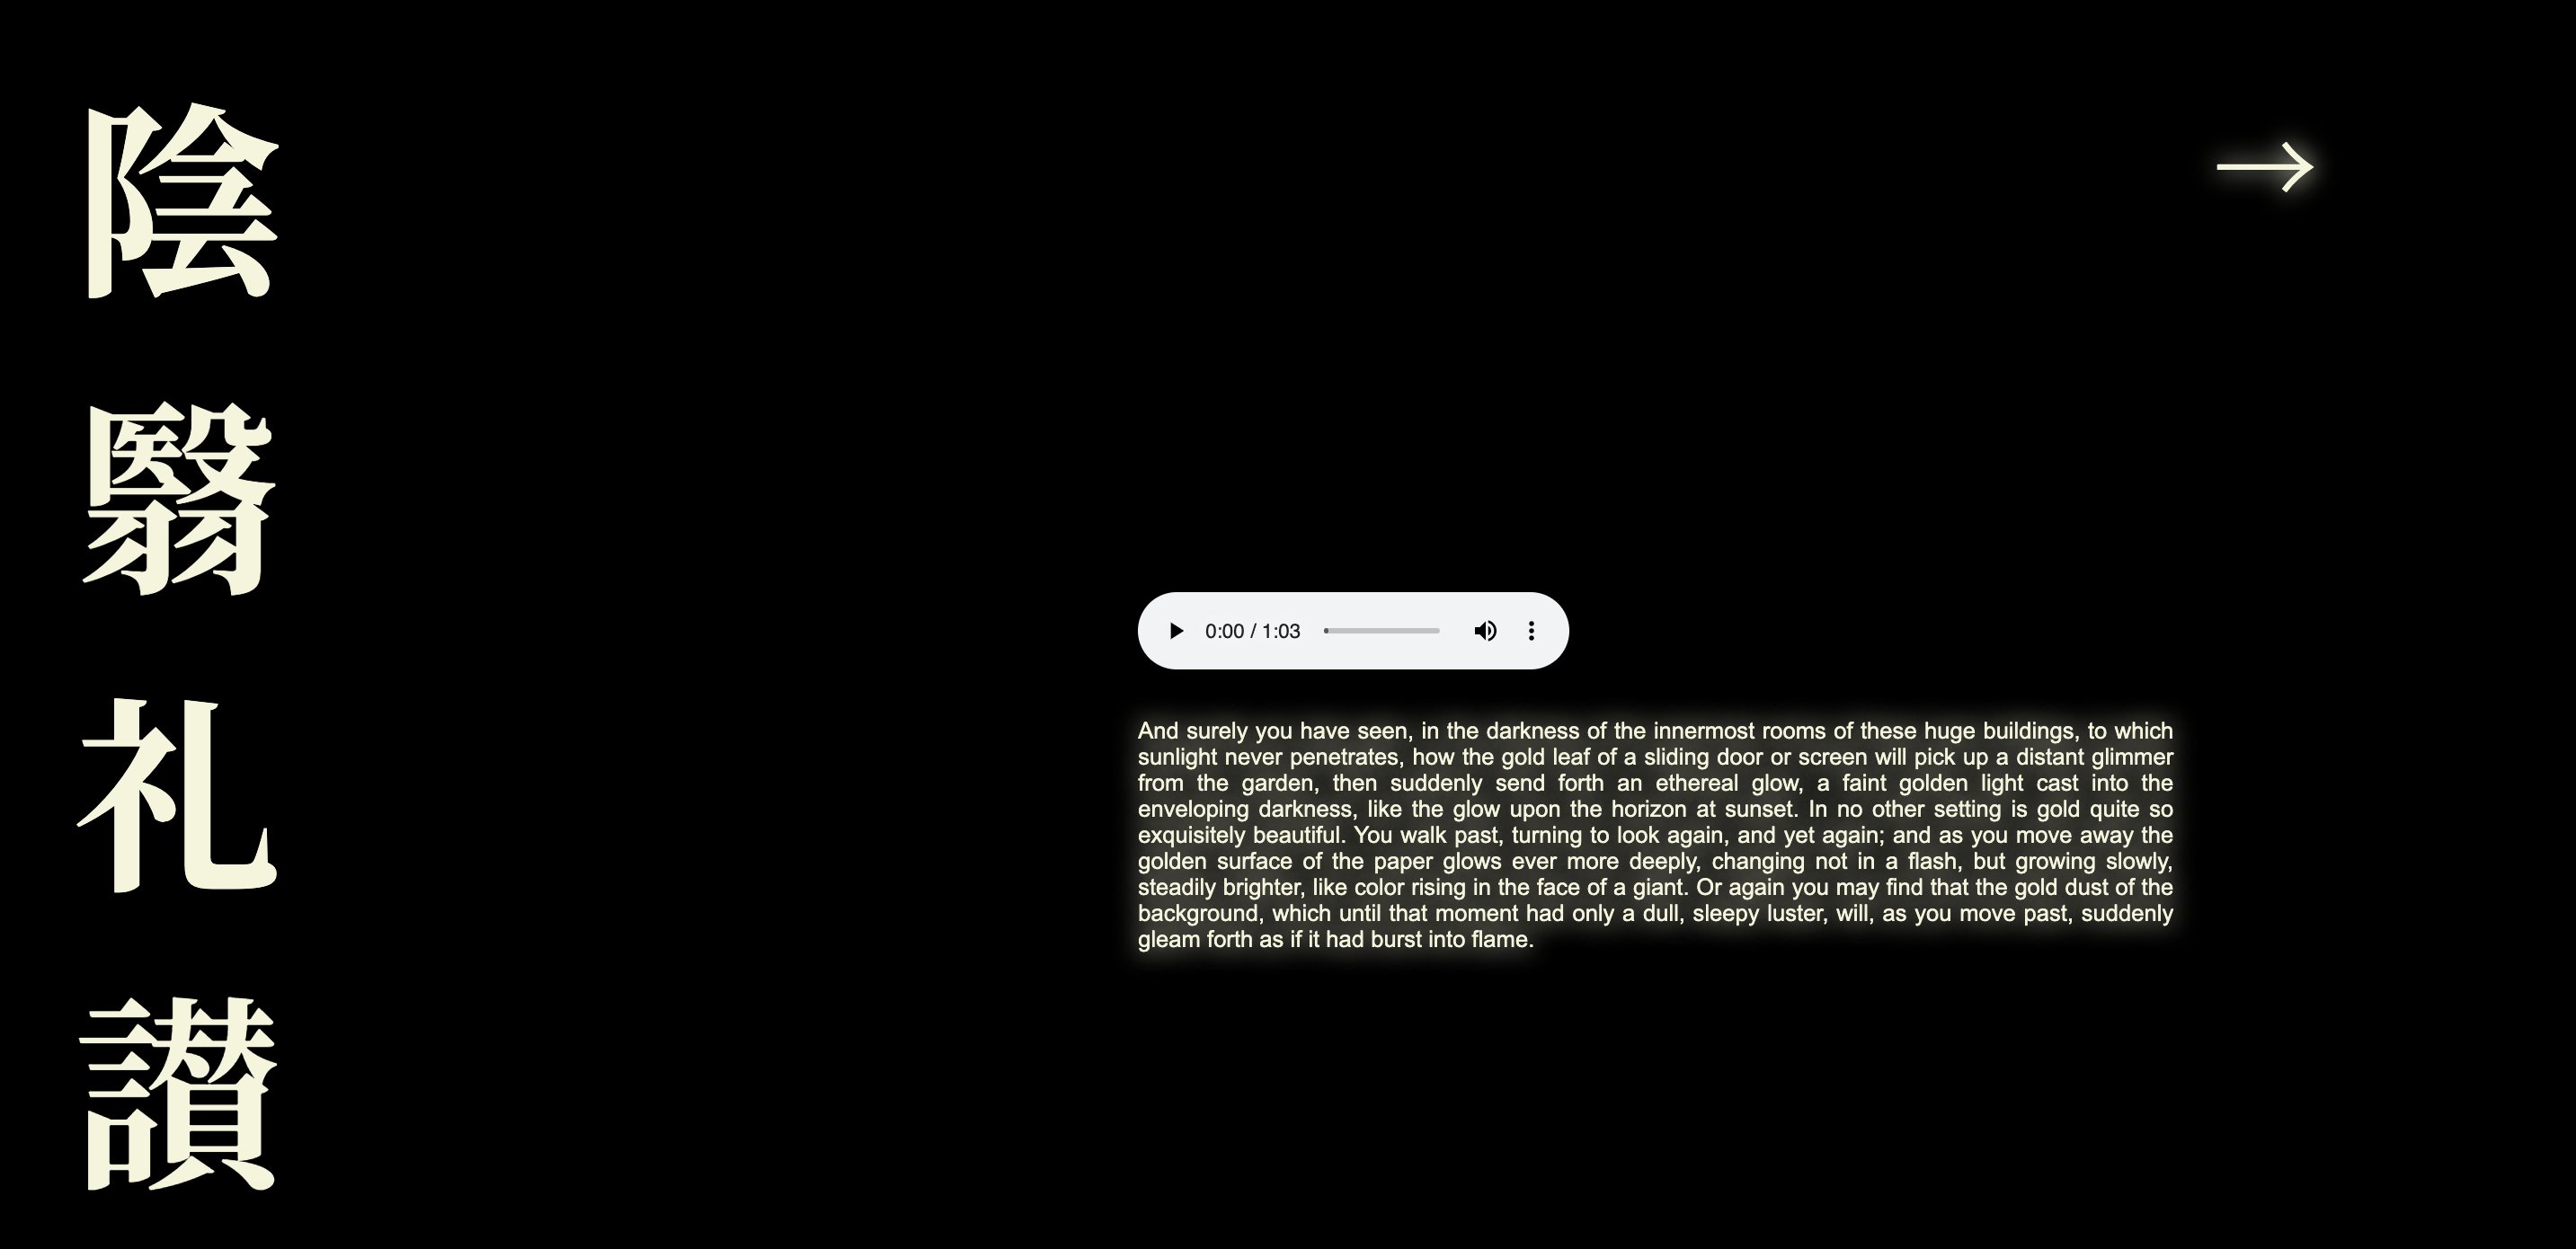 陰翳礼讃
→
0:00 / 1:03
And surely you have seen, in the darkness of the innermost rooms of these huge buildings, to which
sunlight never penetrates, how the gold leaf of a sliding door or screen will pick up a distant glimmer
from the garden, then suddenly send forth an ethereal glow, a faint golden light cast into the
enveloping darkness, like the glow upon the horizon at sunset. In no other setting is gold quite so
exquisitely beautiful. You walk past, turning to look again, and yet again; and as you move away the
golden surface of the paper glows ever more deeply, changing not in a flash, but growing slowly,
steadily brighter, like color rising in the face of a giant. Or again you may find that the gold dust of the
background, which until that moment had only a dull, sleepy luster, will, as you move past, suddenly
gleam forth as if it had burst into flame.